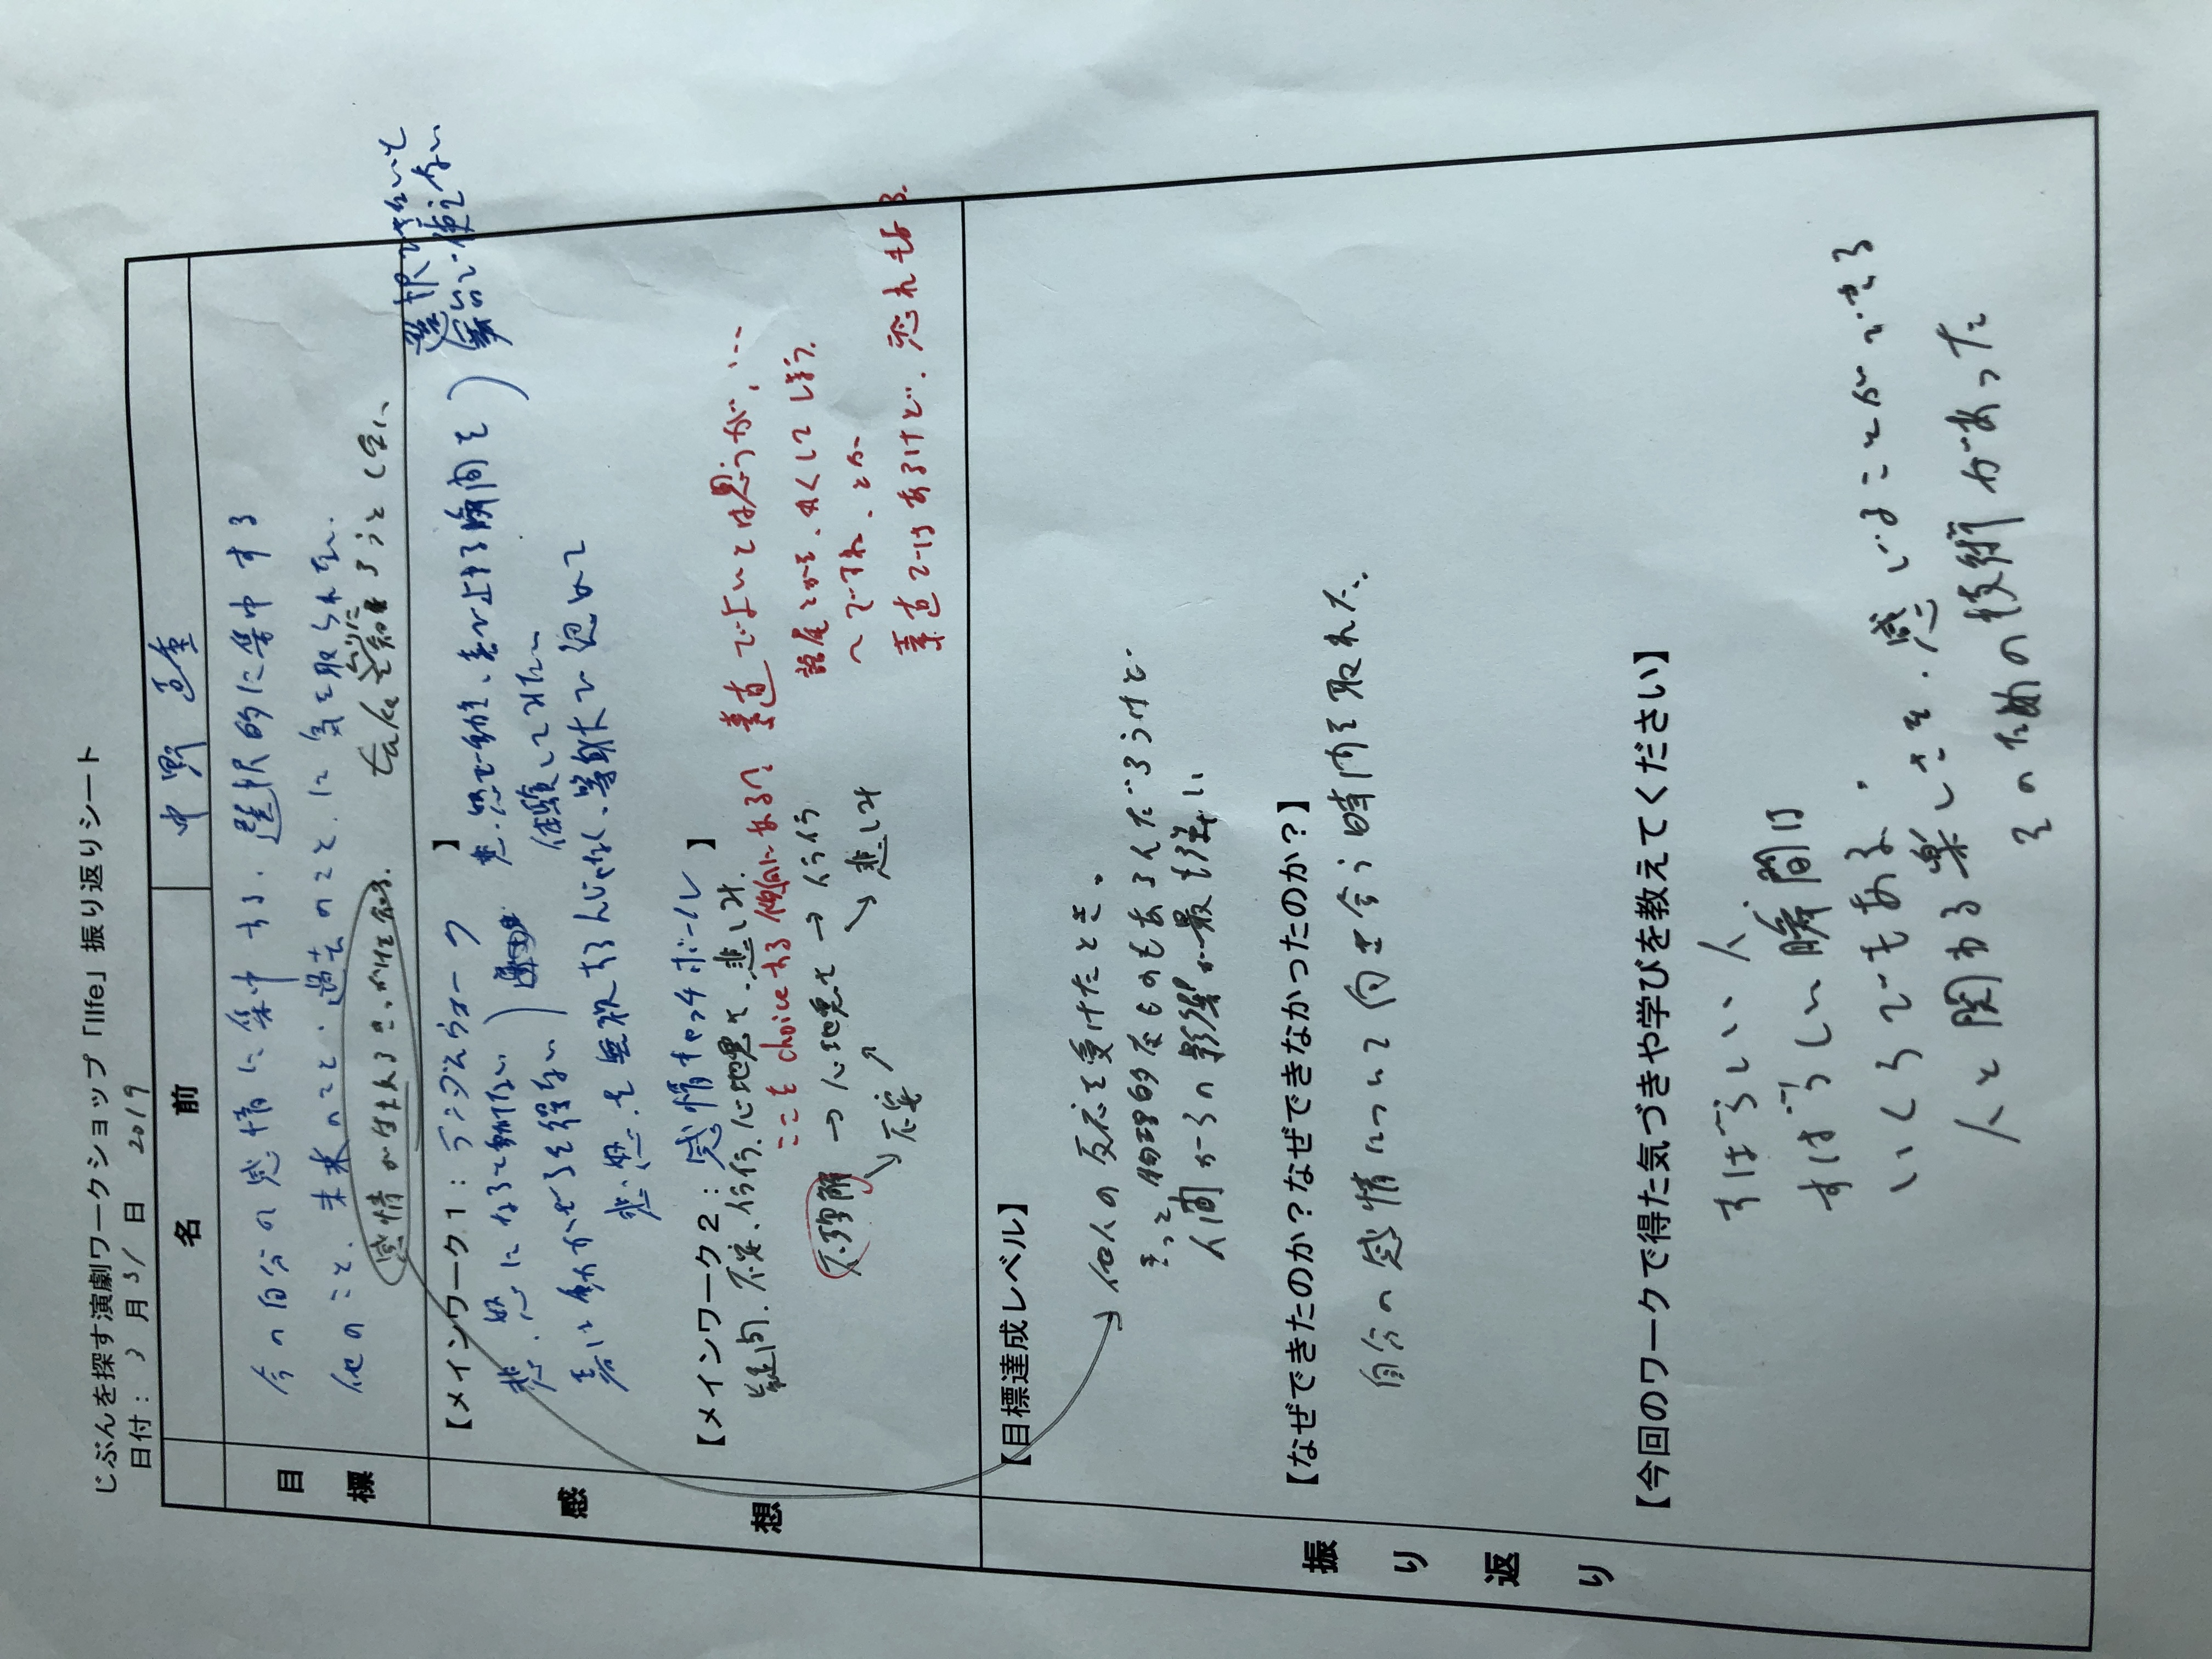 じぶんを探す演劇ワークショップ「life」振り返りシート
日付： 3 月 31 日 2019
名 前 中野 直重
目標
今の自分の感情に集中する、選択的に集中する
他のこと、未来のこと・過去のこと、に気を取られない。
感情が生まれるきっかけを知る。
takeを むりに 知ろうとしない
感想
【メインワーク１：ランダムウォーク 】
悲、怒になると動けない
喜は動かせるを得ない
悲、怒で動き、喜で止まる瞬間を
体験してみたい
選択できないと
舞台で使えない
悲・怒、を無視するんじゃなく、等身大で認めて
【メインワーク２：感情キャッチボール 】
疑問、不安、イライラ、心地悪さ、悲しみ、
ここをchoiceする傾向にある？
素直でよいとは思うが、…
語尾とかを、丸くしてしまう。
〜ですね、とか
素直ではあるけど、恐れもある。
不理解 → 心地悪さ → イライラ
↘ 不安 ↗
↘ 悲しみ
振り返り
【目標達成レベル】
→ 他人の反応を受けたとき。
きっと物理的なものもあるんだろうけど
人間からの影響が最も強い
【なぜできたのか？なぜできなかったのか？】
自分の感情について向き合う時間を取れた。
【今回のワークで得た気づきや学びを教えてください】
すばらしい人、
すばらしい瞬間は
いくらでもある。
人と関わる楽しさを、感じることができる
そのための技術があった